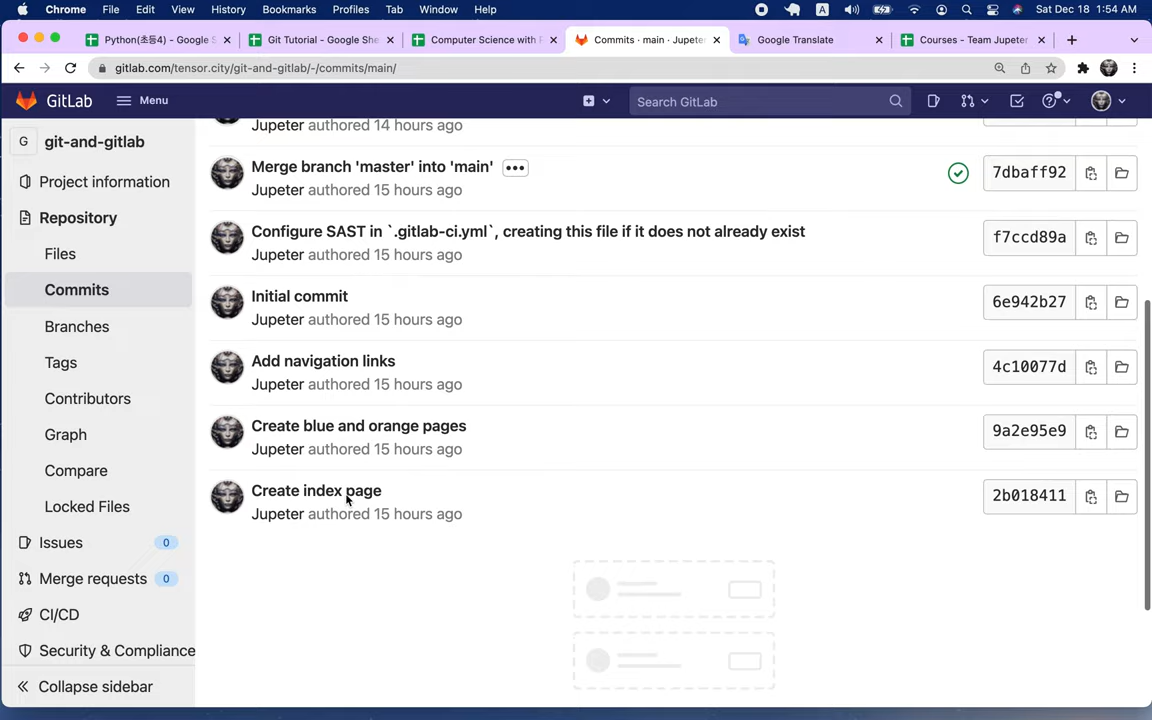 Chrome File Edit View History Bookmarks Profiles Tab Window Help A Sat Dec 18 1:54 AM
Python(초등4) - Google S Git Tutorial - Google She Computer Science with P Commits · main · Jupeter Google Translate Courses - Team Jupeter
gitlab.com/tensor.city/git-and-gitlab/-/commits/main/
GitLab Menu Search GitLab
G git-and-gitlab
Project information
Repository
Files
Commits
Branches
Tags
Contributors
Graph
Compare
Locked Files
Issues 0
Merge requests 0
CI/CD
Security & Compliance
Collapse sidebar
Jupeter authored 14 hours ago
Merge branch 'master' into 'main' 7dbaff92
Jupeter authored 15 hours ago
Configure SAST in `.gitlab-ci.yml`, creating this file if it does not already exist f7ccd89a
Jupeter authored 15 hours ago
Initial commit 6e942b27
Jupeter authored 15 hours ago
Add navigation links 4c10077d
Jupeter authored 15 hours ago
Create blue and orange pages 9a2e95e9
Jupeter authored 15 hours ago
Create index page 2b018411
Jupeter authored 15 hours ago